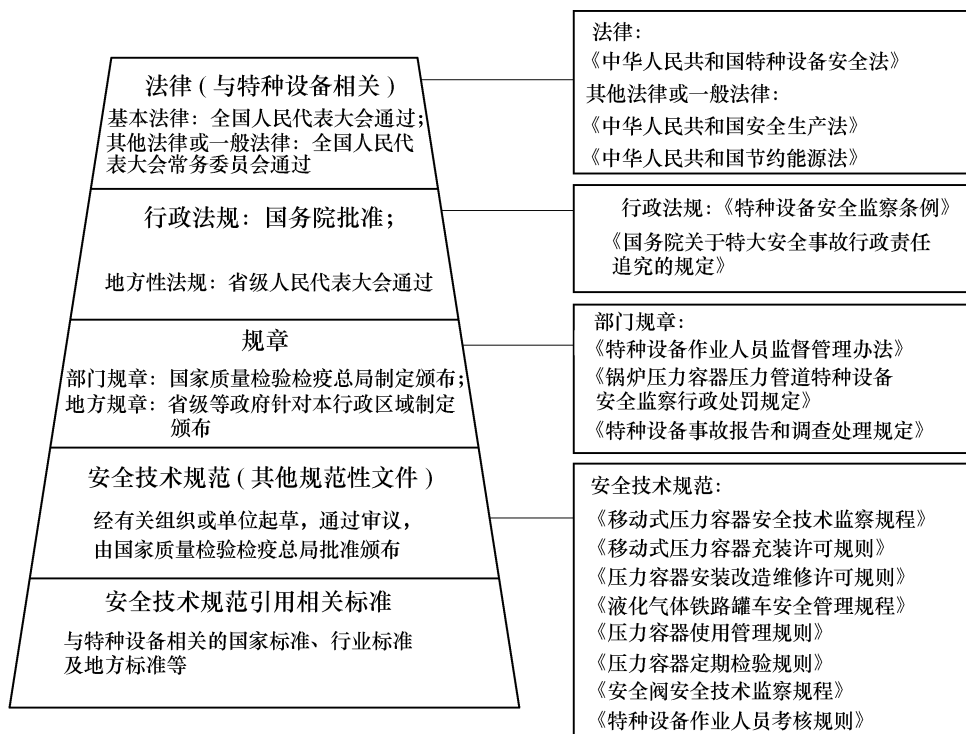 法律（与特种设备相关）
基本法律：全国人民代表大会通过；
其他法律或一般法律：全国人民代
表大会常务委员会通过
行政法规：国务院批准；
地方性法规：省级人民代表大会通过
规章
部门规章：国家质量检验检疫总局制定颁布；
地方规章：省级等政府针对本行政区域制定
颁布
安全技术规范（其他规范性文件）
经有关组织或单位起草，通过审议，
由国家质量检验检疫总局批准颁布
安全技术规范引用相关标准
与特种设备相关的国家标准、行业标准
及地方标准等
法律：
《中华人民共和国特种设备安全法》
其他法律或一般法律：
《中华人民共和国安全生产法》
《中华人民共和国节约能源法》
行政法规：《特种设备安全监察条例》
《国务院关于特大安全事故行政责任
追究的规定》
部门规章：
《特种设备作业人员监督管理办法》
《锅炉压力容器压力管道特种设备
安全监察行政处罚规定》
《特种设备事故报告和调查处理规定》
安全技术规范：
《移动式压力容器安全技术监察规程》
《移动式压力容器充装许可规则》
《压力容器安装改造维修许可规则》
《液化气体铁路罐车安全管理规程》
《压力容器使用管理规则》
《压力容器定期检验规则》
《安全阀安全技术监察规程》
《特种设备作业人员考核规则》